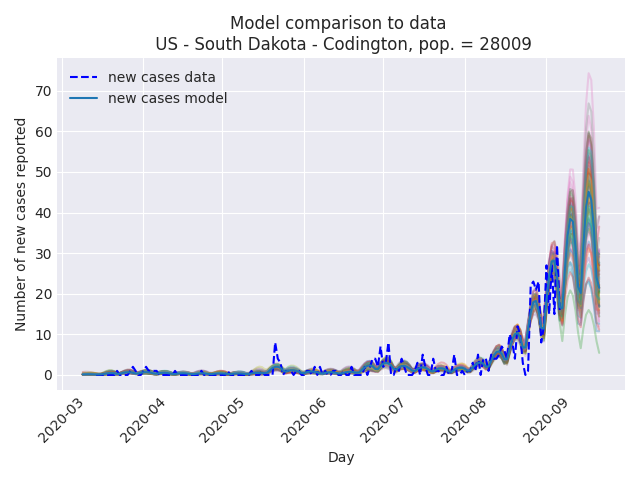 Model comparison to data
US - South Dakota - Codington, pop. = 28009
new cases data
new cases model
Number of new cases reported
70
60
50
40
30
20
10
0
2020-03
2020-04
2020-05
2020-06
2020-07
2020-08
2020-09
Day